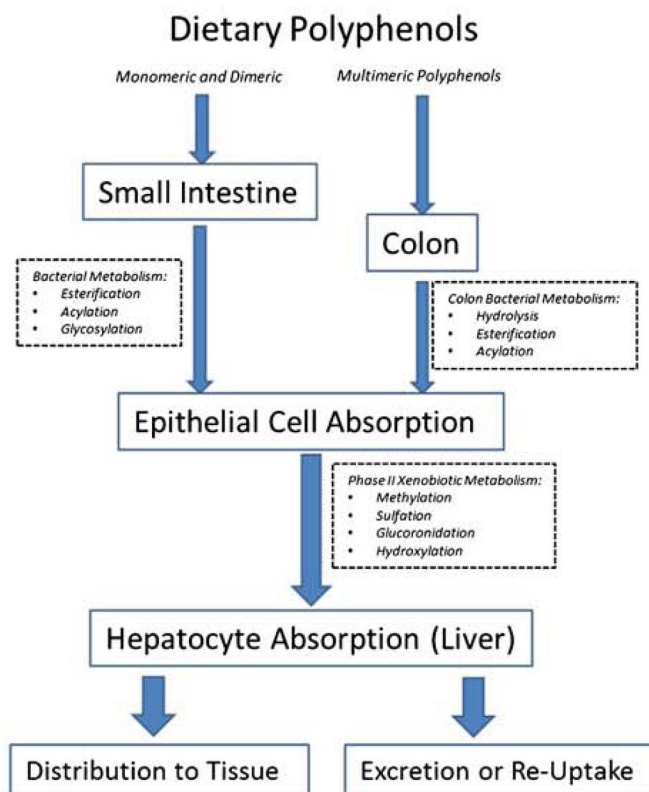 Dietary Polyphenols
Monomeric and Dimeric
Multimeric Polyphenols
Small Intestine
Colon
Bacterial Metabolism:
• Esterification
• Acylation
• Glycosylation
Colon Bacterial Metabolism:
• Hydrolysis
• Esterification
• Acylation
Epithelial Cell Absorption
Phase II Xenobiotic Metabolism:
• Methylation
• Sulfation
• Glucoronidation
• Hydroxylation
Hepatocyte Absorption (Liver)
Distribution to Tissue
Excretion or Re-Uptake